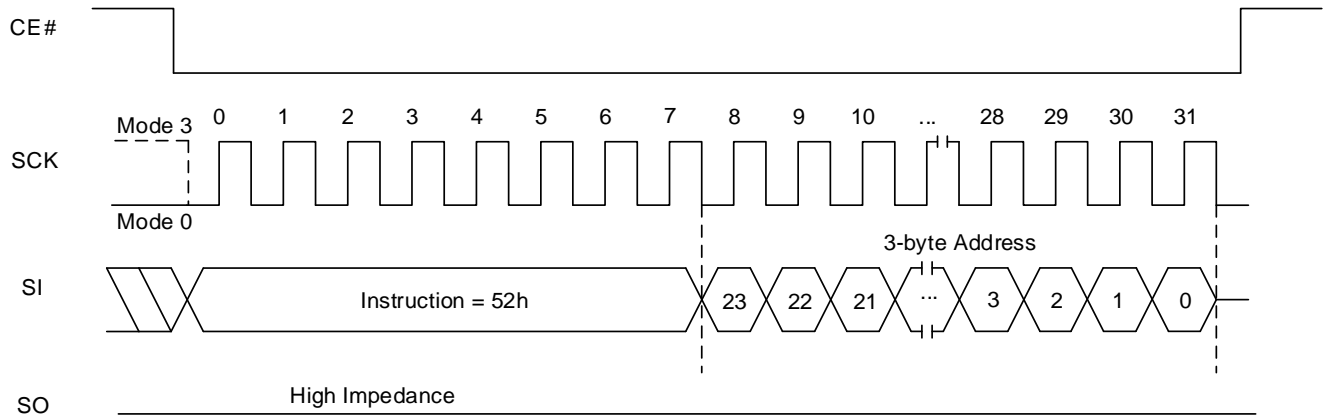 CE#
0 1 2 3 4 5 6 7 8 9 10 ... 28 29 30 31
Mode 3
SCK
Mode 0
3-byte Address
SI
Instruction = 52h 23 22 21 ... 3 2 1 0
High Impedance
SO